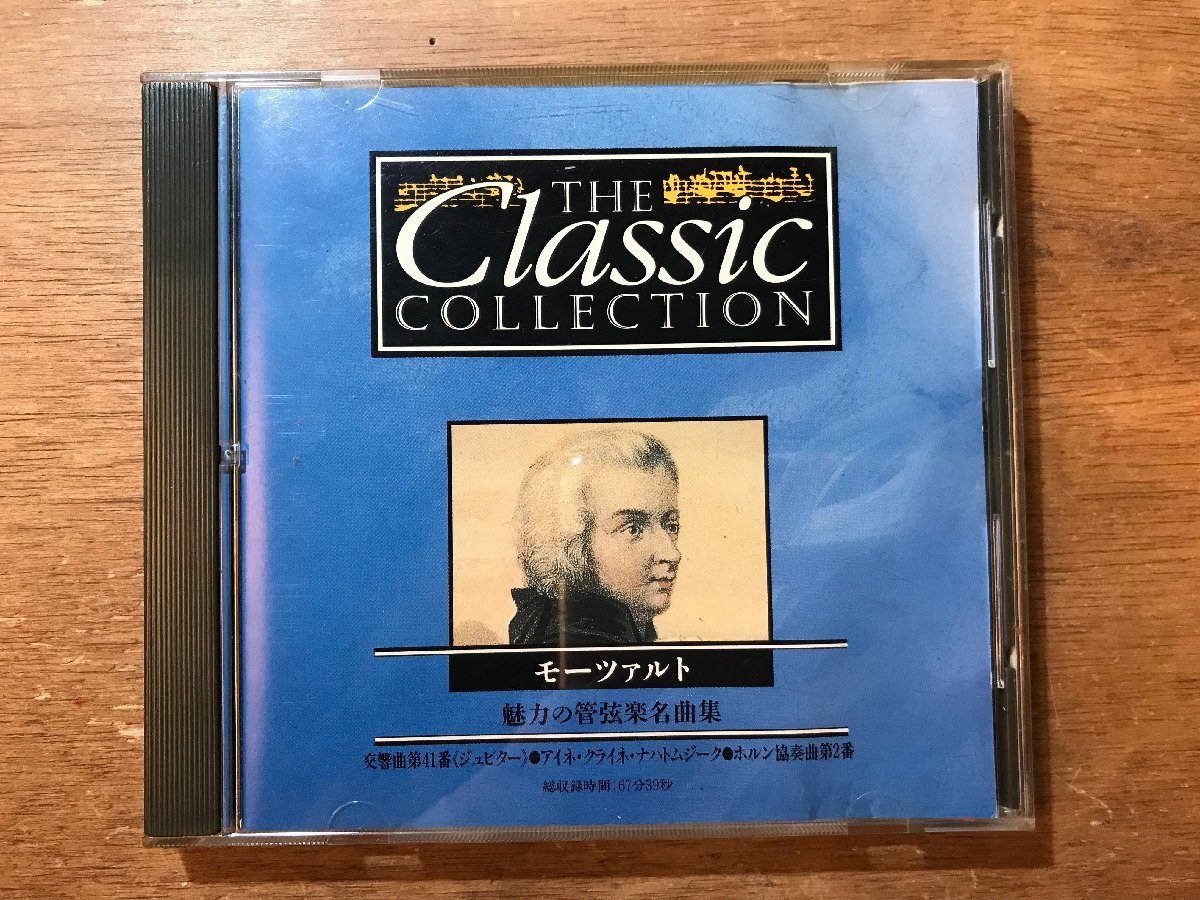 THE
Classic
COLLECTION
モーツァルト
魅力の管弦楽名曲集
交響曲第41番〈ジュピター〉●アイネ・クライネ・ナハトムジーク●ホルン協奏曲第2番
総収録時間:67分39秒